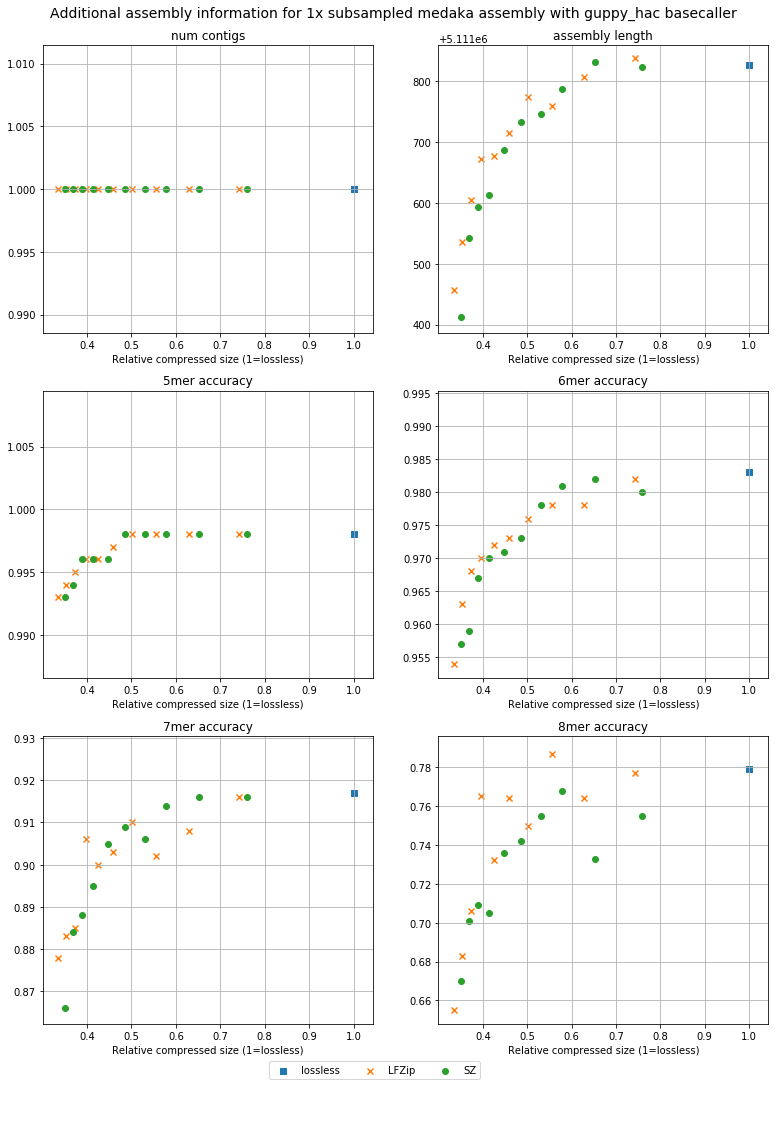 Additional assembly information for 1x subsampled medaka assembly with guppy_hac basecaller
num contigs
1.010
1.005
1.000
0.995
0.990
0.4 0.5 0.6 0.7 0.8 0.9 1.0
Relative compressed size (1=lossless)
assembly length
+5.111e6
800
700
600
500
400
0.4 0.5 0.6 0.7 0.8 0.9 1.0
Relative compressed size (1=lossless)
5mer accuracy
1.005
1.000
0.995
0.990
0.4 0.5 0.6 0.7 0.8 0.9 1.0
Relative compressed size (1=lossless)
6mer accuracy
0.995
0.990
0.985
0.980
0.975
0.970
0.965
0.960
0.955
0.4 0.5 0.6 0.7 0.8 0.9 1.0
Relative compressed size (1=lossless)
7mer accuracy
0.93
0.92
0.91
0.90
0.89
0.88
0.87
0.4 0.5 0.6 0.7 0.8 0.9 1.0
Relative compressed size (1=lossless)
8mer accuracy
0.78
0.76
0.74
0.72
0.70
0.68
0.66
0.4 0.5 0.6 0.7 0.8 0.9 1.0
Relative compressed size (1=lossless)
lossless LFZip SZ